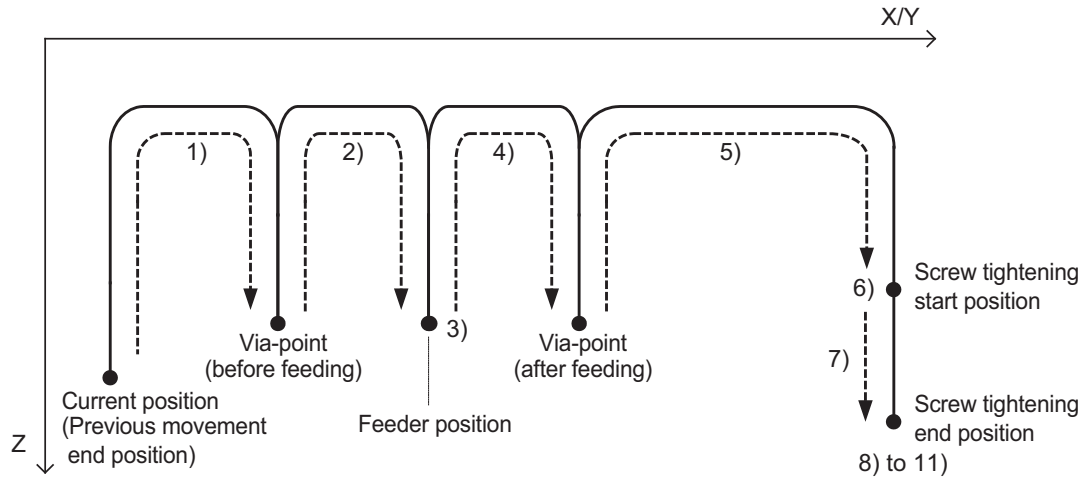 X/Y
1)
2)
4)
5)
6)
Screw tightening
start position
3)
Via-point
(before feeding)
Via-point
(after feeding)
7)
Current position
(Previous movement
end position)
Feeder position
Screw tightening
end position
Z
8) to 11)